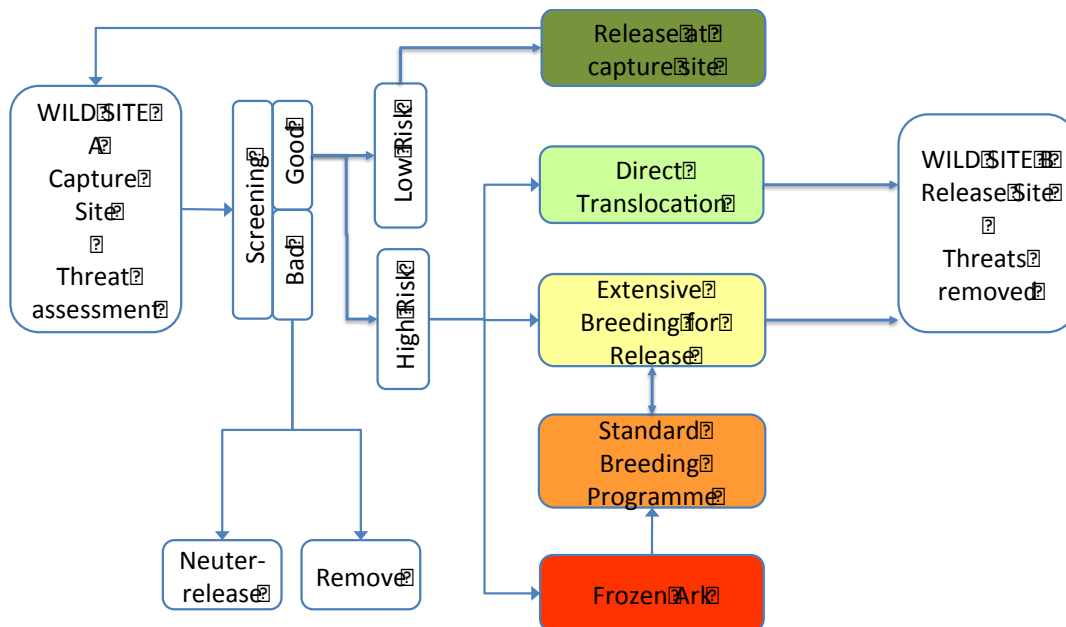 WILD SITE
A
Capture
Site
Threat
assessment
Screening
Good
Bad
Low Risk
High Risk
Neuter-
release
Remove
Release at
capture site
Direct
Translocation
Extensive
Breeding for
Release
Standard
Breeding
Programme
Frozen Ark
WILD SITE B
Release Site
Threats
removed